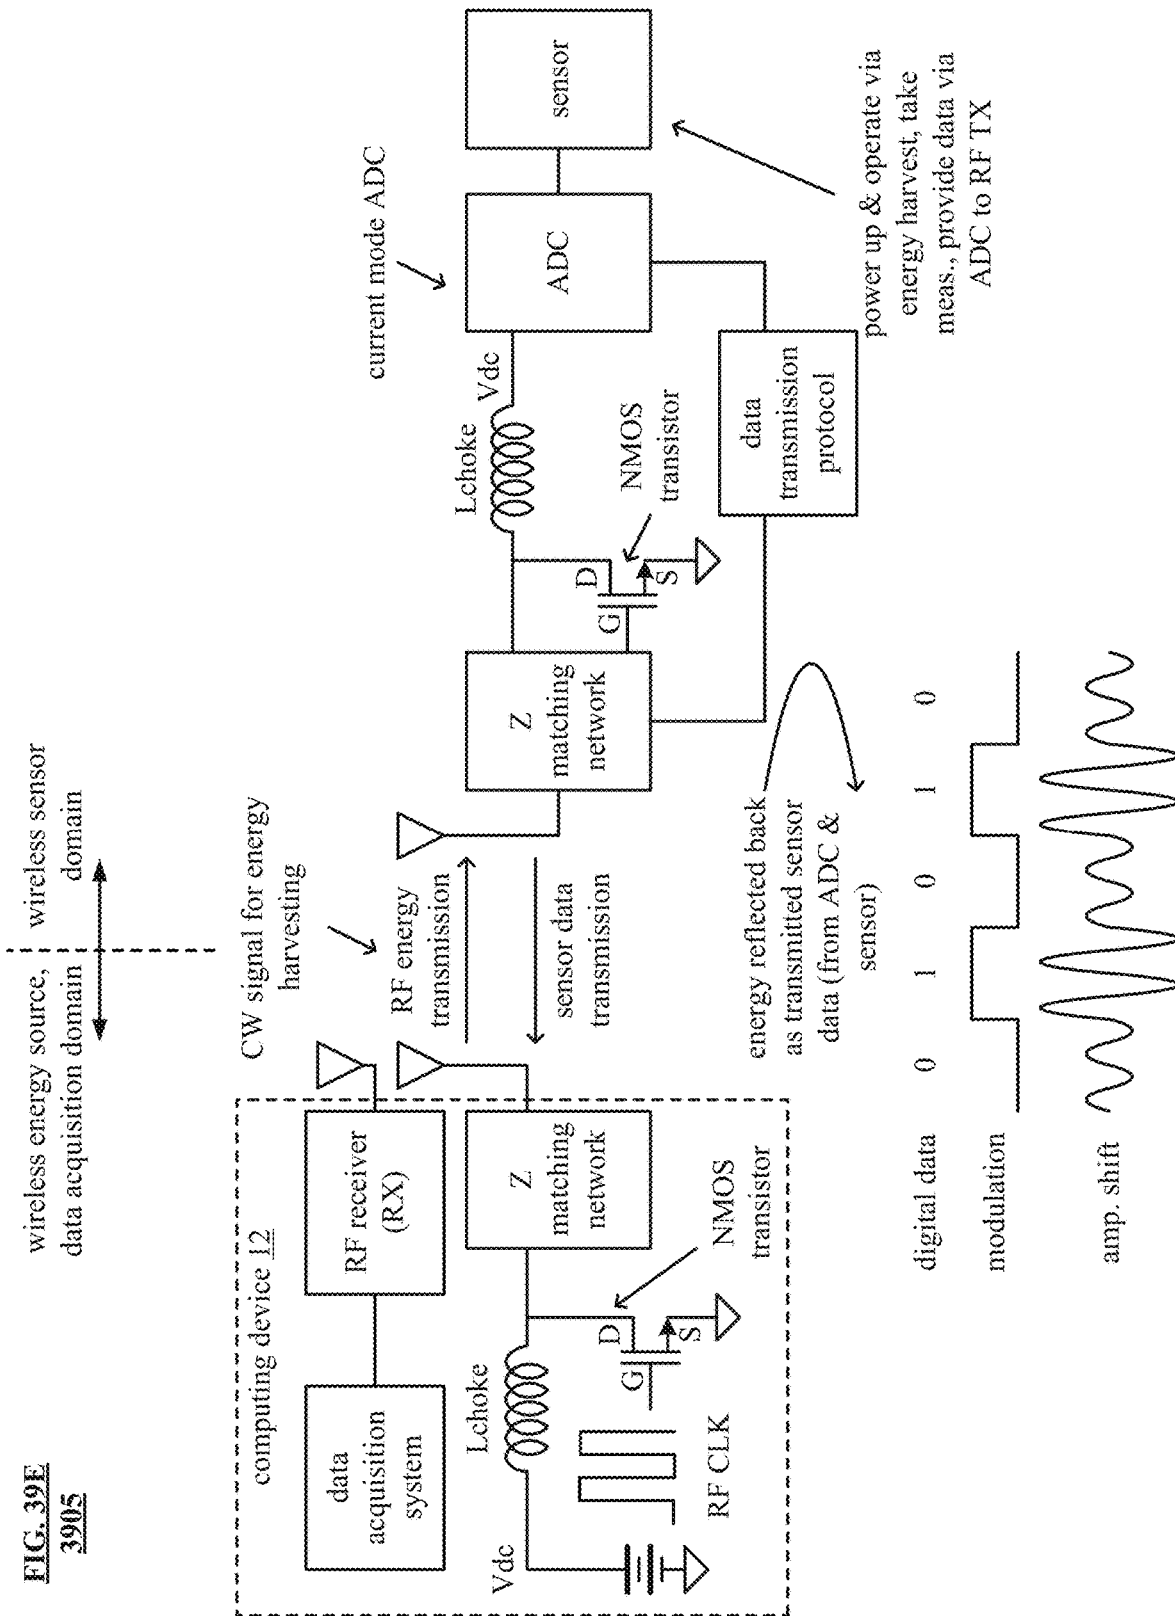 FIG. 39E
3905
wireless energy source,
data acquisition domain
wireless sensor
domain
computing device 12
data
acquisition
system
RF receiver
(RX)
CW signal for energy
harvesting
RF energy
transmission
sensor data
transmission
Vdc
Lchoke
Z
matching
network
D
G
S
RF CLK
NMOS
transistor
Z
matching
network
D
G
S
Lchoke
Vdc
NMOS
transistor
current mode ADC
ADC
sensor
data
transmission
protocol
power up & operate via
energy harvest, take
meas., provide data via
ADC to RF TX
energy reflected back
as transmitted sensor
data (from ADC &
sensor)
digital data 0 1 0 1 0
modulation
amp. shift